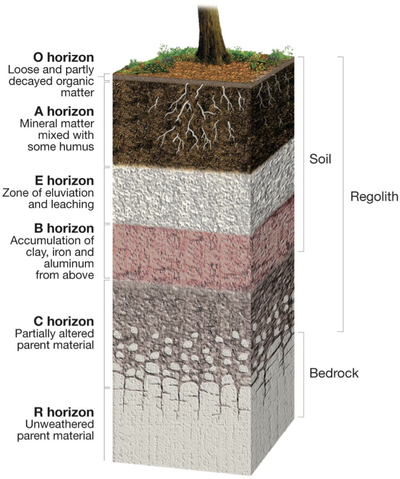 O horizon
Loose and partly
decayed organic
matter
A horizon
Mineral matter
mixed with
some humus
E horizon
Zone of eluviation
and leaching
B horizon
Accumulation of
clay, iron and
aluminum
from above
C horizon
Partially altered
parent material
R horizon
Unweathered
parent material
Soil
Regolith
Bedrock